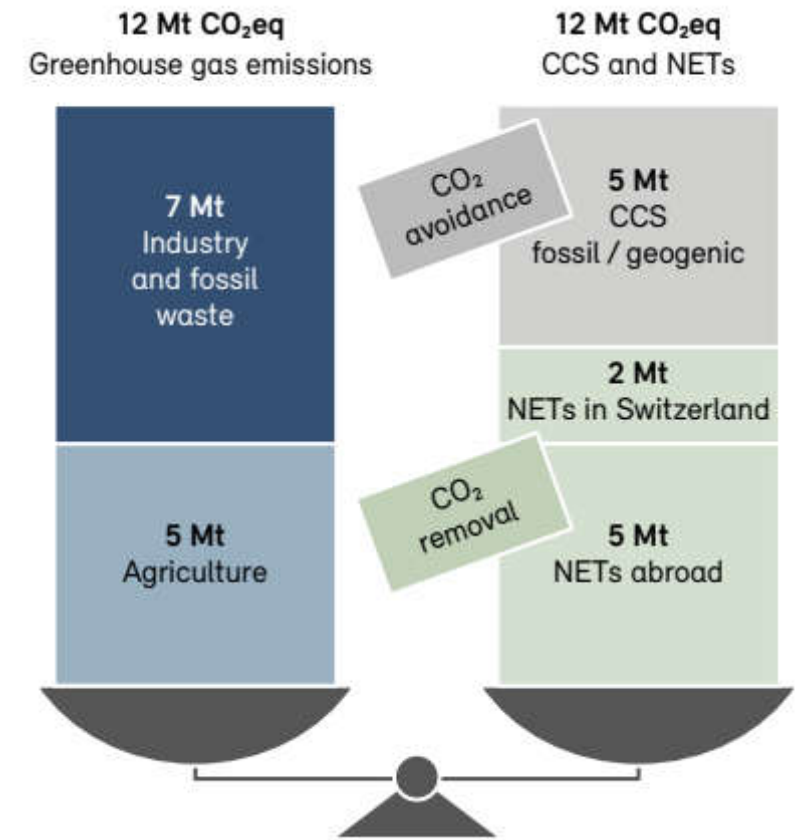 12 Mt CO₂eq
Greenhouse gas emissions
7 Mt
Industry
and fossil
waste
5 Mt
Agriculture
12 Mt CO₂eq
CCS and NETs
CO₂
avoidance
5 Mt
CCS
fossil / geogenic
2 Mt
NETs in Switzerland
CO₂
removal
5 Mt
NETs abroad